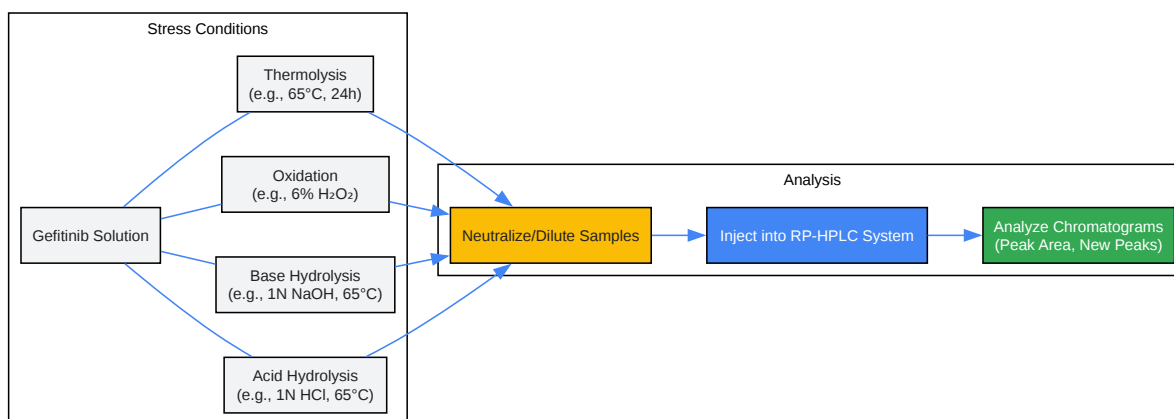 Stress Conditions
Thermolysis
(e.g., 65°C, 24h)
Oxidation
(e.g., 6% H₂O₂)
Gefitinib Solution
Base Hydrolysis
(e.g., 1N NaOH, 65°C)
Acid Hydrolysis
(e.g., 1N HCl, 65°C)
Analysis
Neutralize/Dilute Samples
Inject into RP-HPLC System
Analyze Chromatograms
(Peak Area, New Peaks)